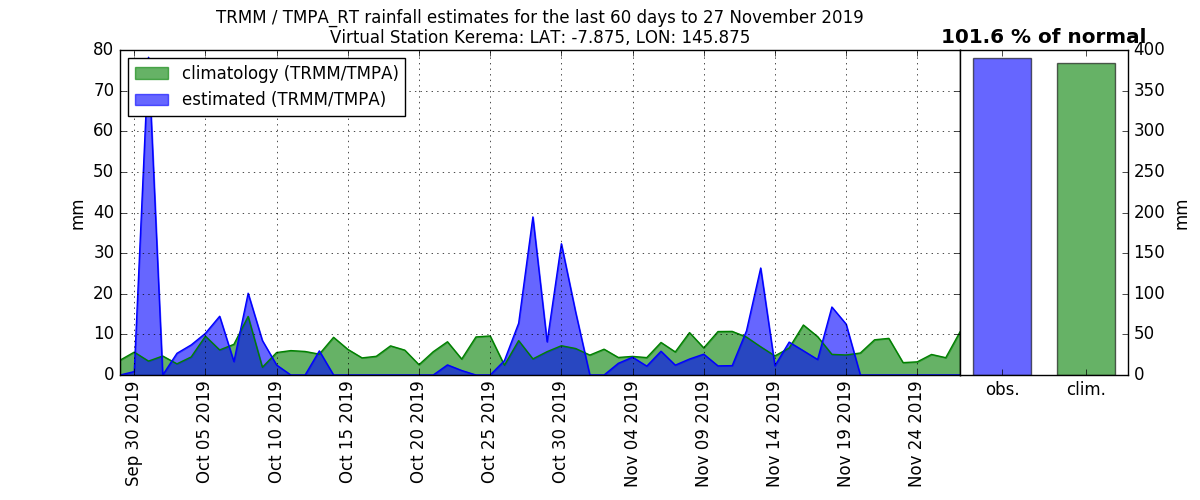 TRMM / TMPA_RT rainfall estimates for the last 60 days to 27 November 2019
Virtual Station Kerema: LAT: -7.875, LON: 145.875
101.6 % of normal
climatology (TRMM/TMPA)
estimated (TRMM/TMPA)
mm
80
70
60
50
40
30
20
10
0
Sep 30 2019
Oct 05 2019
Oct 10 2019
Oct 15 2019
Oct 20 2019
Oct 25 2019
Oct 30 2019
Nov 04 2019
Nov 09 2019
Nov 14 2019
Nov 19 2019
Nov 24 2019
obs.
clim.
400
350
300
250
200
150
100
50
0
mm